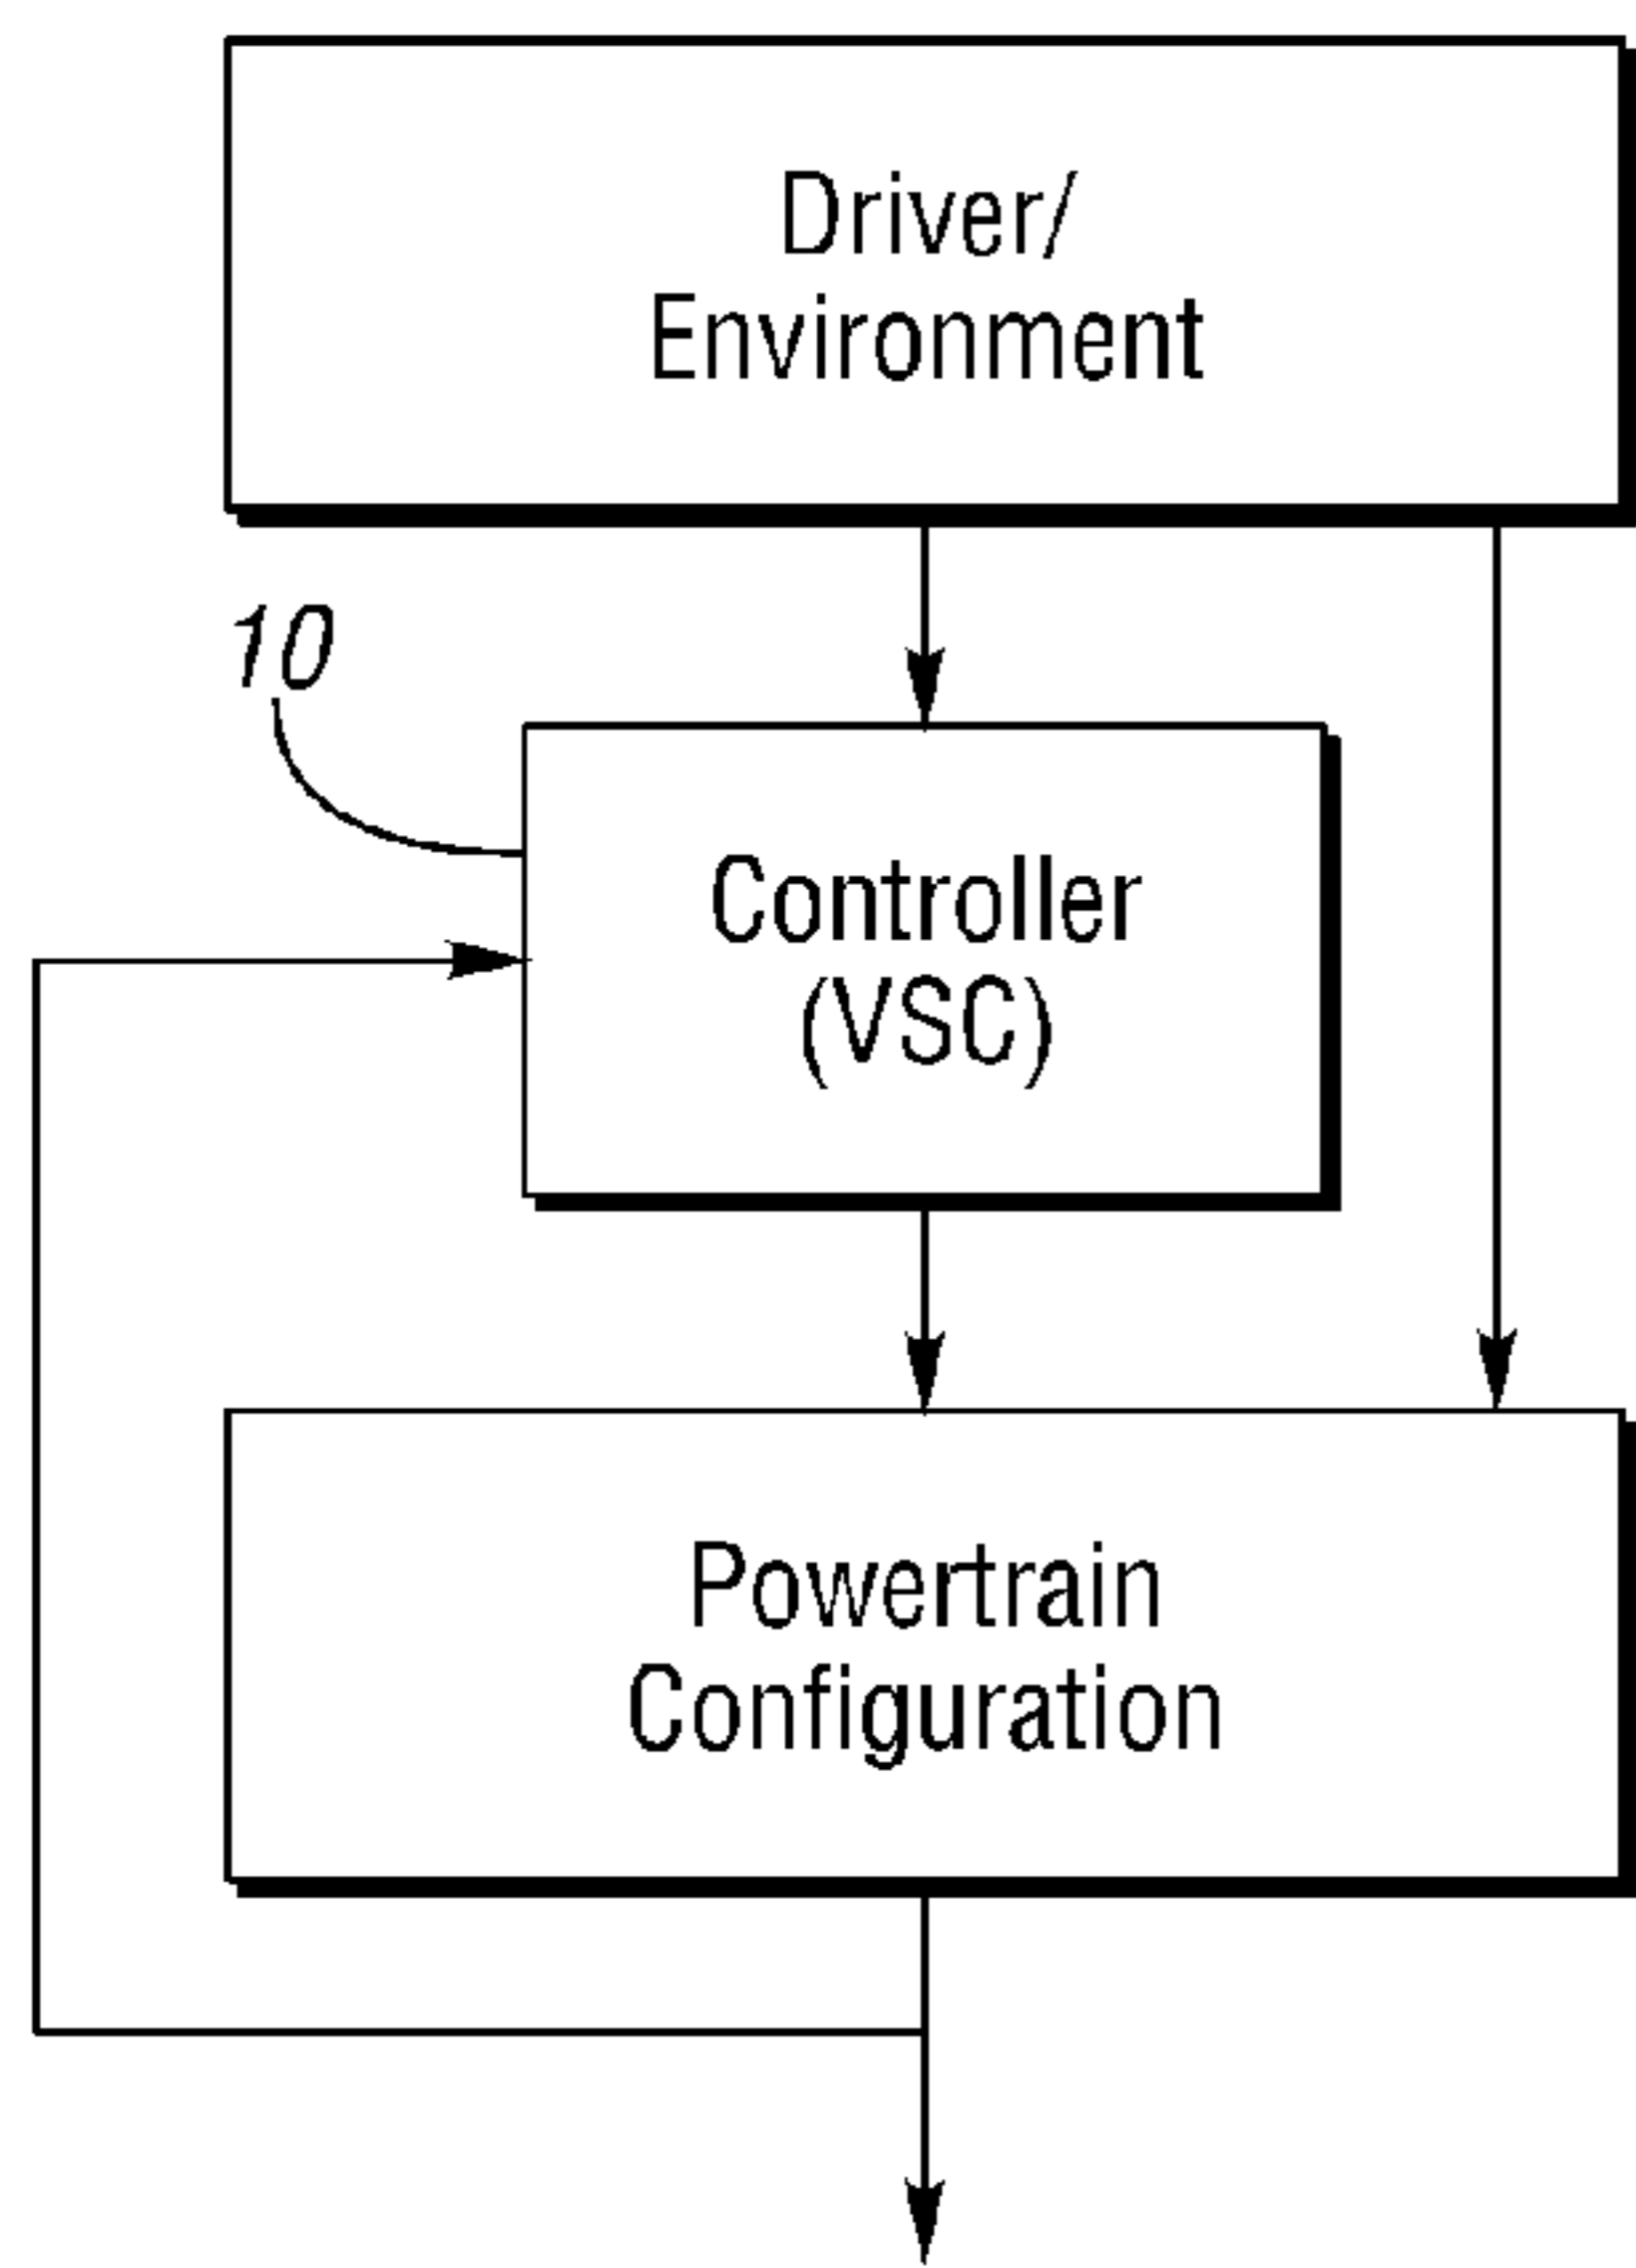 Driver/
Environment
10
Controller
(VSC)
Powertrain
Configuration